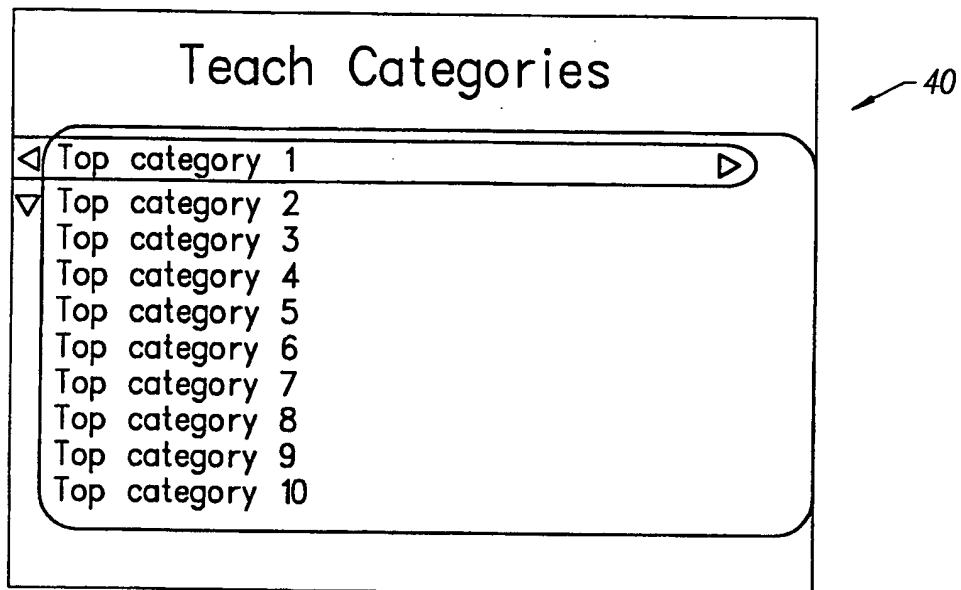 Teach Categories
40
Top category 1
Top category 2
Top category 3
Top category 4
Top category 5
Top category 6
Top category 7
Top category 8
Top category 9
Top category 10